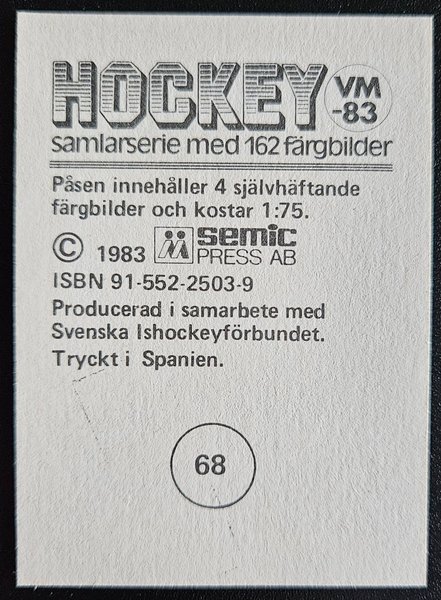 HOCKEY VM
-83
samlarserie med 162 färgbilder
Påsen innehåller 4 självhäftande
färgbilder och kostar 1:75.
© 1983 semic
PRESS AB
ISBN 91-552-2503-9
Producerad i samarbete med
Svenska Ishockeyförbundet.
Tryckt i Spanien.
68